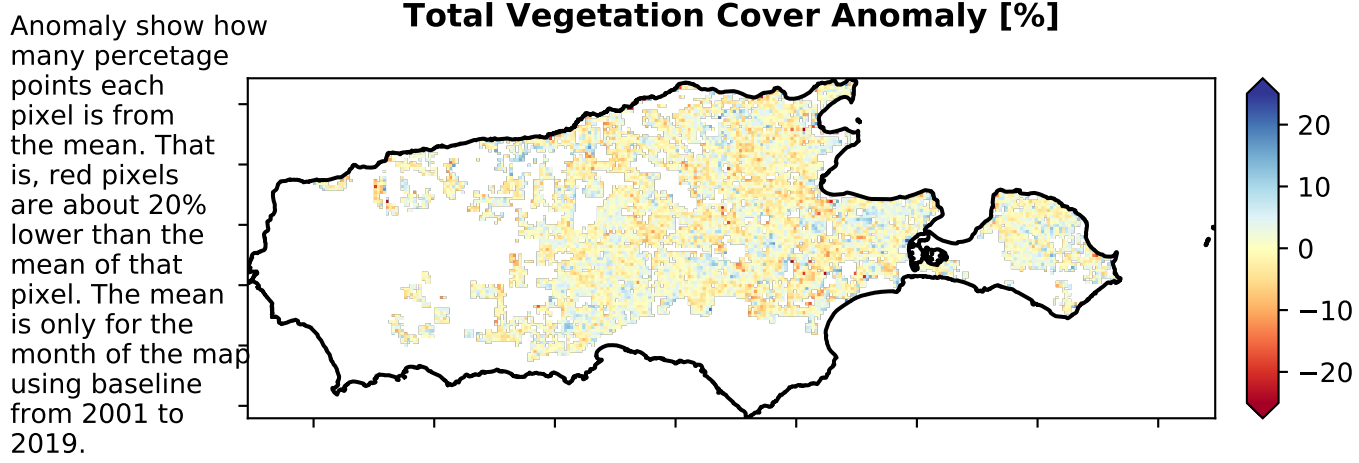 Total Vegetation Cover Anomaly [%]
Anomaly show how
many percetage
points each
pixel is from
the mean. That
is, red pixels
are about 20%
lower than the
mean of that
pixel. The mean
is only for the
month of the map
using baseline
from 2001 to
2019.
20
10
0
−10
−20